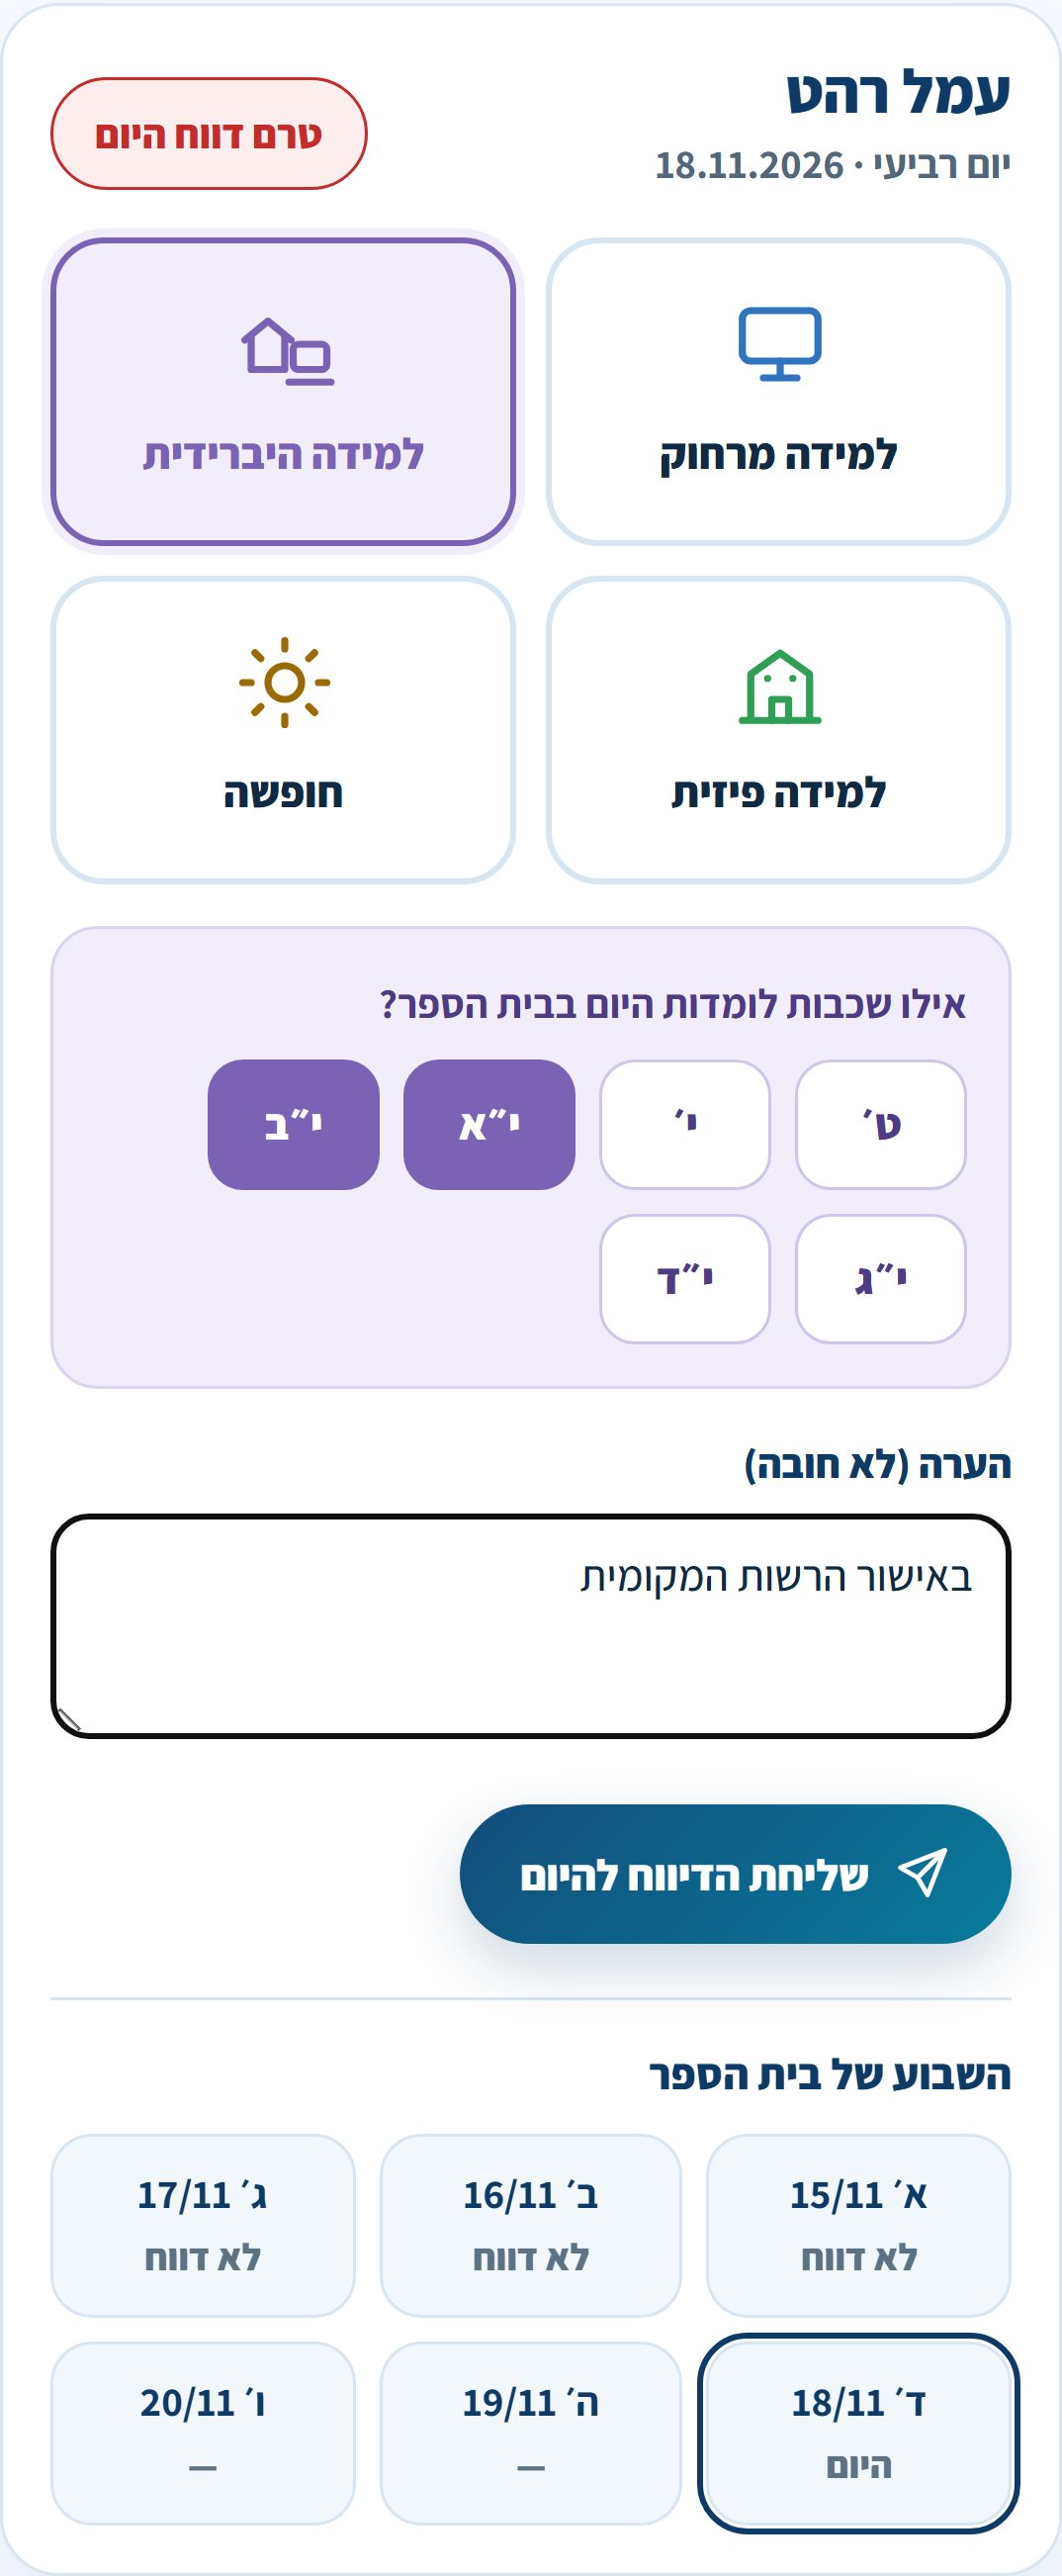 עמל רהט
יום רביעי · 18.11.2026
טרם דווח היום
למידה מרחוק
למידה היברידית
למידה פיזית
חופשה
אילו שכבות לומדות היום בבית הספר?
ט׳
י׳
י״א
י״ב
י״ג
י״ד
הערה (לא חובה)
באישור הרשות המקומית
שליחת הדיווח להיום
השבוע של בית הספר
א׳ 15/11
לא דווח
ב׳ 16/11
לא דווח
ג׳ 17/11
לא דווח
ד׳ 18/11
היום
ה׳ 19/11
—
ו׳ 20/11
—